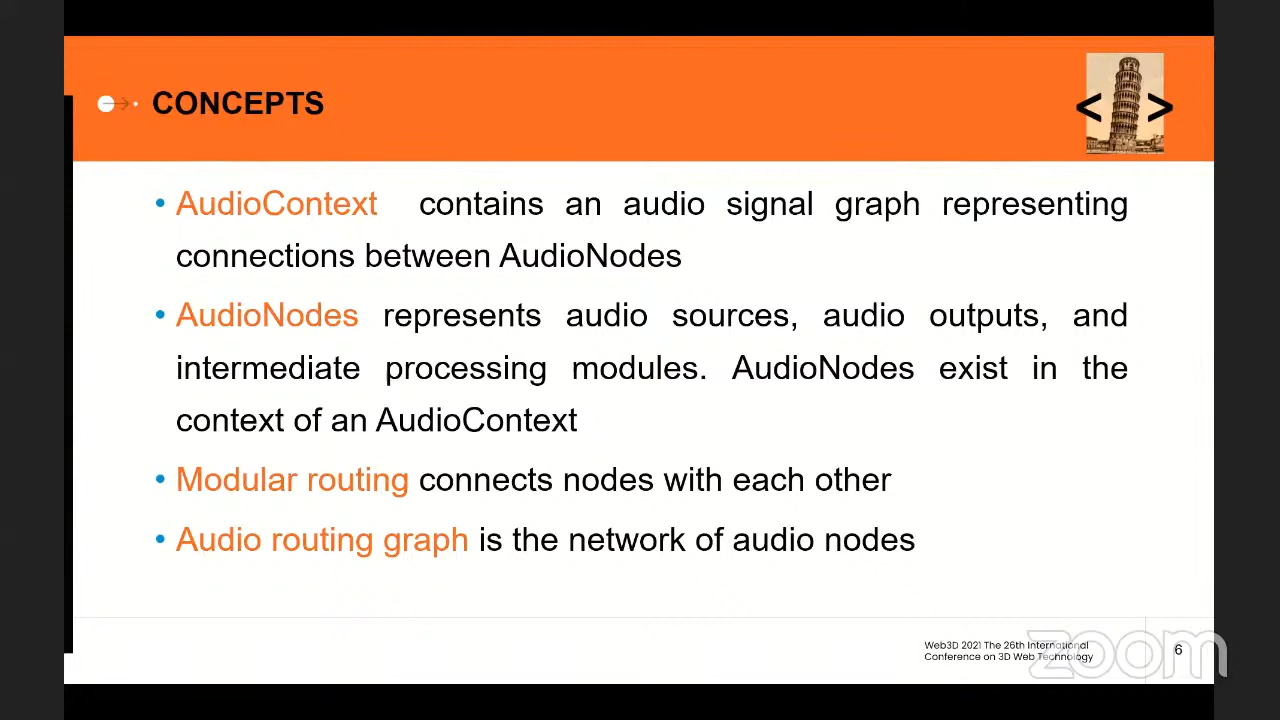 CONCEPTS
< >
• AudioContext contains an audio signal graph representing
connections between AudioNodes
• AudioNodes represents audio sources, audio outputs, and
intermediate processing modules. AudioNodes exist in the
context of an AudioContext
• Modular routing connects nodes with each other
• Audio routing graph is the network of audio nodes
Web3D 2021 The 26th International
Conference on 3D Web Technology
zoom
6